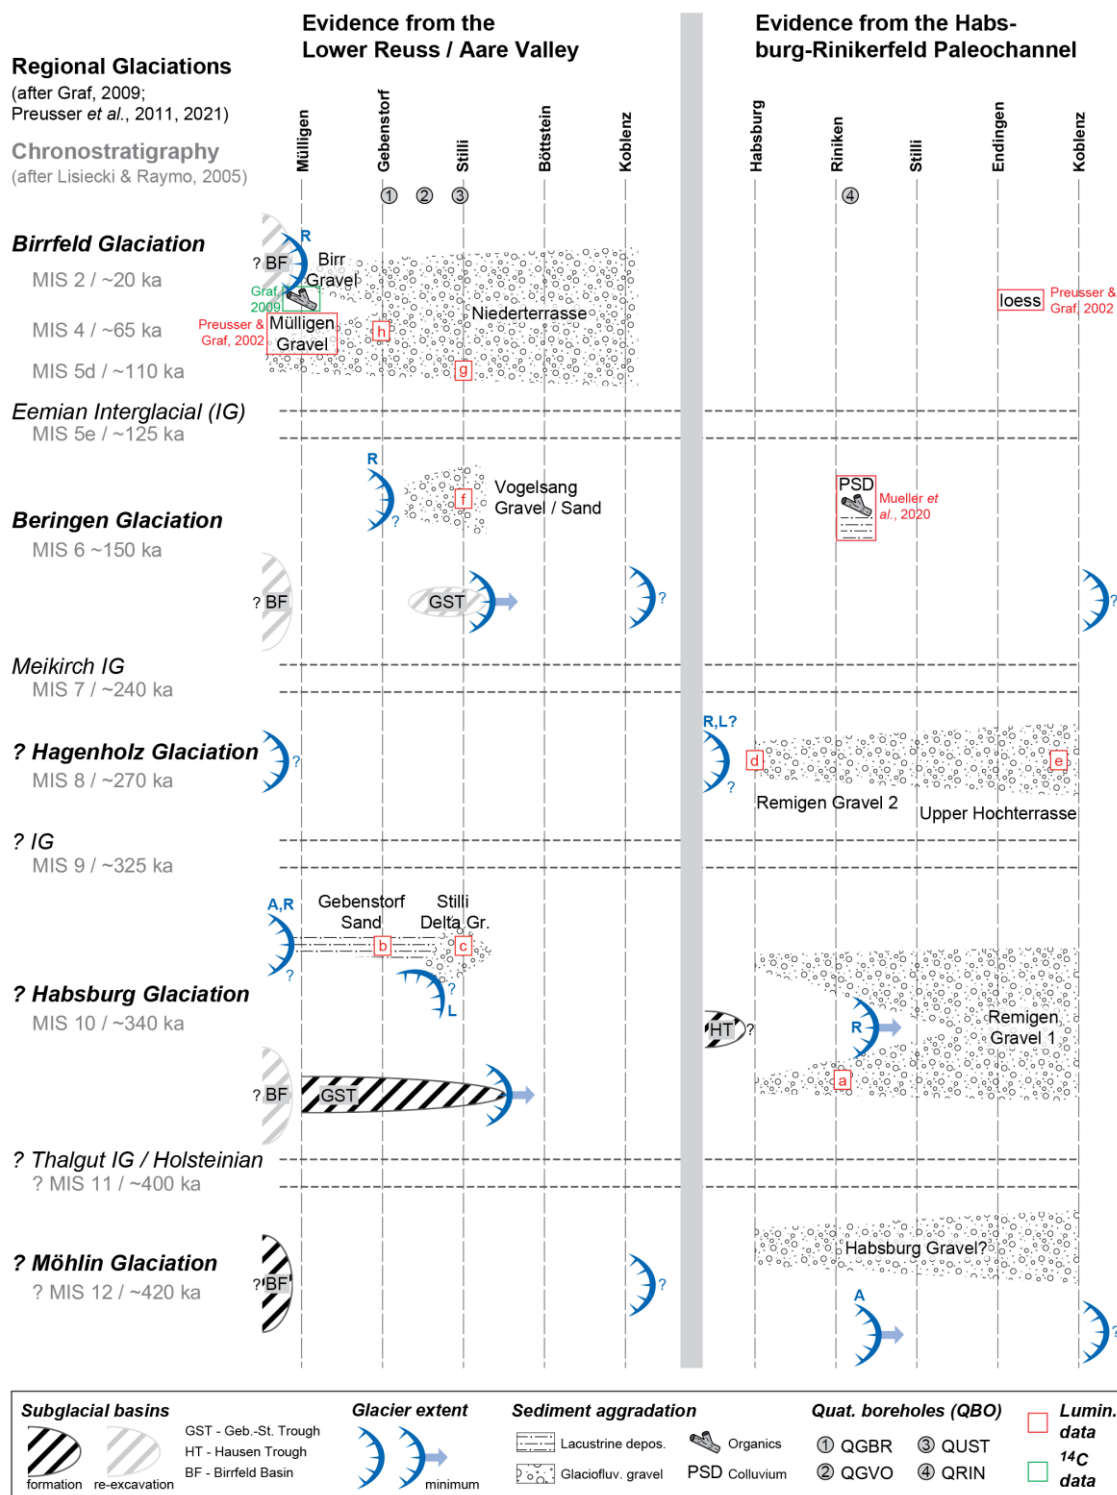 Evidence from the
Lower Reuss / Aare Valley
Evidence from the Habs-
burg-Rinikerfeld Paleochannel
Regional Glaciations
(after Graf, 2009;
Preusser et al., 2011, 2021)
Chronostratigraphy
(after Lisiecki & Raymo, 2005)
Mülligen
Gebenstorf
Stilli
Böttstein
Koblenz
Habsburg
Riniken
Stilli
Endingen
Koblenz
1
2
3
4
Birrfeld Glaciation
MIS 2 / ~20 ka
MIS 4 / ~65 ka
MIS 5d / ~110 ka
R
? BF
Birr
Gravel
Graf,
2009
Preusser &
Graf, 2002
Mülligen
Gravel
h
g
Niederterrasse
loess
Preusser &
Graf, 2002
Eemian Interglacial (IG)
MIS 5e / ~125 ka
Beringen Glaciation
MIS 6 ~150 ka
R
?
f
Vogelsang
Gravel / Sand
PSD
Mueller et
al., 2020
? BF
GST
?
?
Meikirch IG
MIS 7 / ~240 ka
? Hagenholz Glaciation
MIS 8 / ~270 ka
?
R,L?
?
d
e
Remigen Gravel 2
Upper Hochterrasse
? IG
MIS 9 / ~325 ka
A,R
?
Gebenstorf
Sand
Stilli
Delta Gr.
b
c
?
L
? Habsburg Glaciation
MIS 10 / ~340 ka
HT
?
R
Remigen
Gravel 1
a
? BF
GST
? Thalgut IG / Holsteinian
? MIS 11 / ~400 ka
? Möhlin Glaciation
? MIS 12 / ~420 ka
? BF
?
Habsburg Gravel?
A
?
Subglacial basins
formation
re-excavation
GST - Geb.-St. Trough
HT - Hausen Trough
BF - Birrfeld Basin
Glacier extent
minimum
Sediment aggradation
Lacustrine depos.
Glaciofluv. gravel
Organics
PSD Colluvium
Quat. boreholes (QBO)
1 QGBR
2 QGVO
3 QUST
4 QRIN
Lumin.
data
14C
data